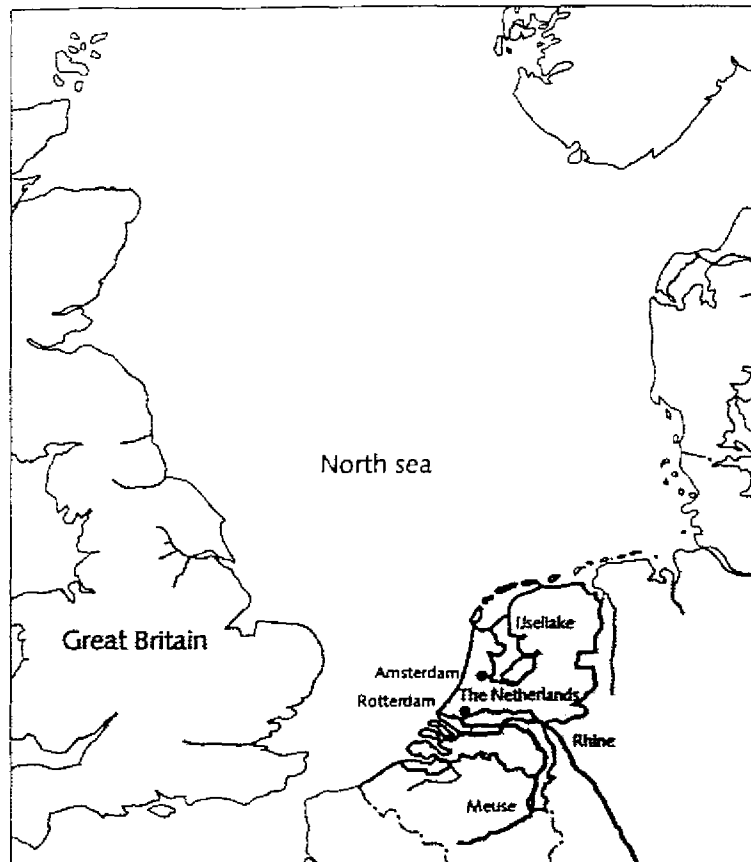 North sea
IJsellake
Great Britain
Amsterdam
The Netherlands
Rotterdam
Rhine
Meuse